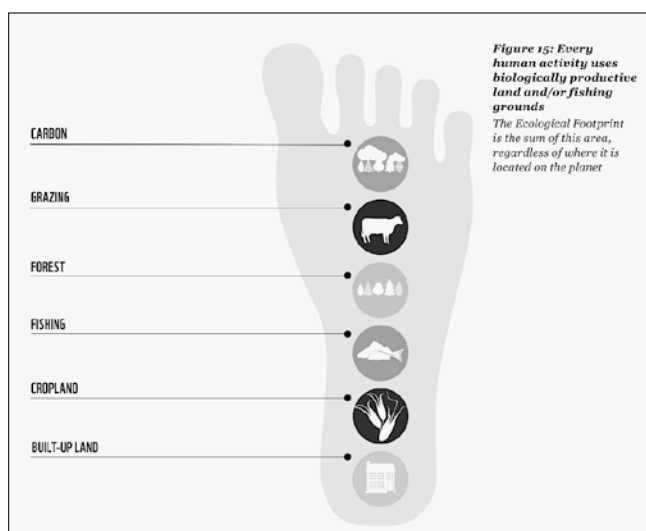 Figure 15: Every
human activity uses
biologically productive
land and/or fishing
grounds
The Ecological Footprint
is the sum of this area,
regardless of where it is
located on the planet
CARBON
GRAZING
FOREST
FISHING
CROPLAND
BUILT-UP LAND